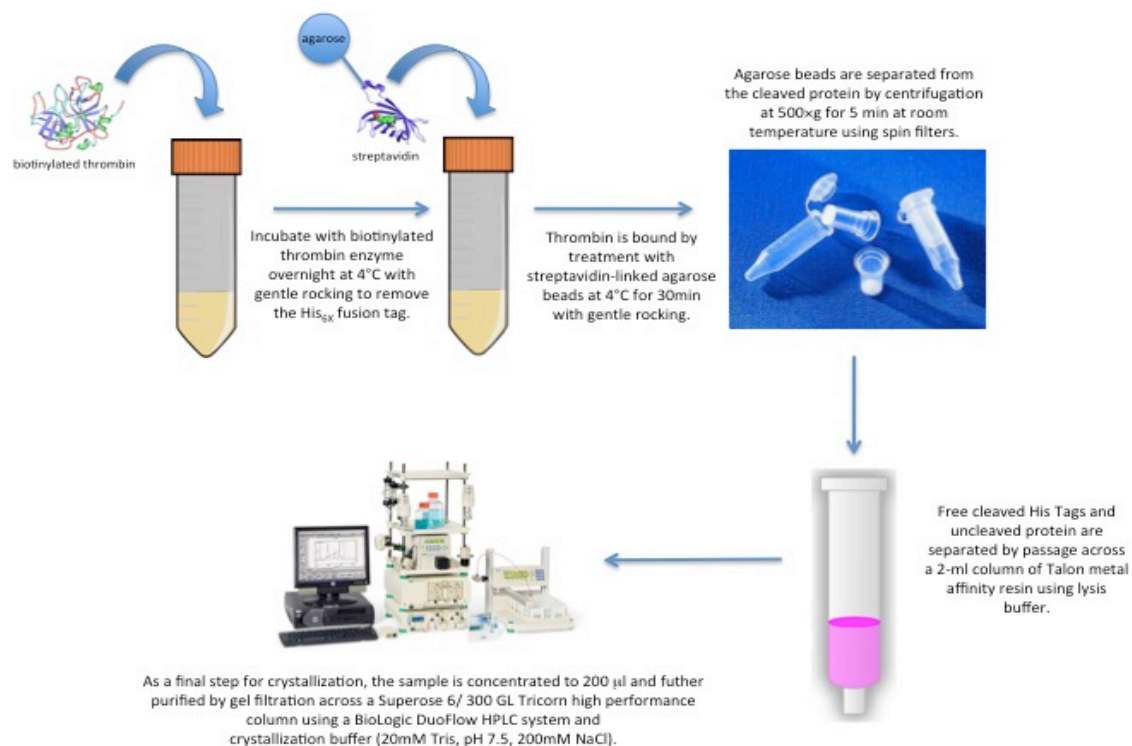 agarose
biotinylated thrombin
streptavidin
Agarose beads are separated from
the cleaved protein by centrifugation
at 500×g for 5 min at room
temperature using spin filters.
Incubate with biotinylated
thrombin enzyme
overnight at 4°C with
gentle rocking to remove
the His6X fusion tag.
Thrombin is bound by
treatment with
streptavidin-linked agarose
beads at 4°C for 30min
with gentle rocking.
Free cleaved His Tags and
uncleaved protein are
separated by passage across
a 2-ml column of Talon metal
affinity resin using lysis
buffer.
As a final step for crystallization, the sample is concentrated to 200 μl and futher
purified by gel filtration across a Superose 6/ 300 GL Tricorn high performance
column using a BioLogic DuoFlow HPLC system and
crystallization buffer (20mM Tris, pH 7.5, 200mM NaCl).